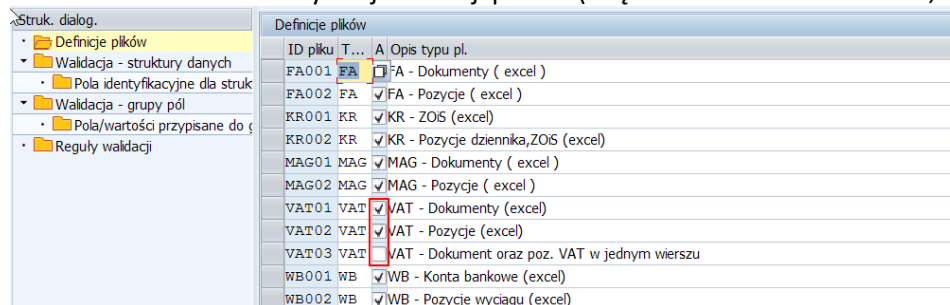 Struk. dialog.
Definicje plików
Walidacja - struktury danych
Pola identyfikacyjne dla struk
Walidacja - grupy pól
Pola/wartości przypisane do g
Reguły walidacji
Definicje plików
ID pliku T... A Opis typu pl.
FA001 FA FA - Dokumenty ( excel )
FA002 FA FA - Pozycje ( excel )
KR001 KR KR - ZOiS (excel)
KR002 KR KR - Pozycje dziennika,ZOiS (excel)
MAG01 MAG MAG - Dokumenty ( excel )
MAG02 MAG MAG - Pozycje ( excel )
VAT01 VAT VAT - Dokumenty (excel)
VAT02 VAT VAT - Pozycje (excel)
VAT03 VAT VAT - Dokument oraz poz. VAT w jednym wierszu
WB001 WB WB - Konta bankowe (excel)
WB002 WB WB - Pozycje wyciągu (excel)